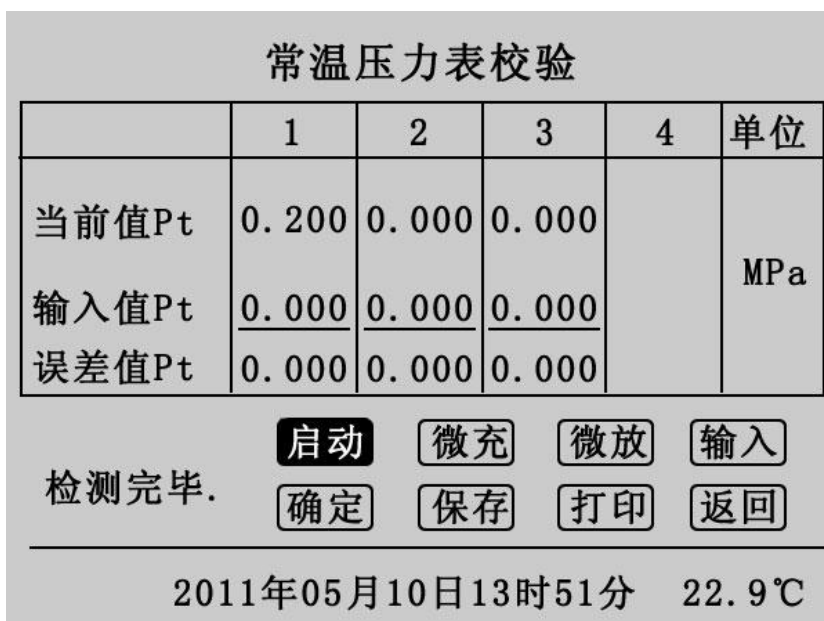 常温压力表校验
1 2 3 4 单位
当前值Pt 0.200 0.000 0.000
MPa
输入值Pt 0.000 0.000 0.000
误差值Pt 0.000 0.000 0.000
启动 微充 微放 输入
检测完毕.
确定 保存 打印 返回
2011年05月10日13时51分 22.9℃